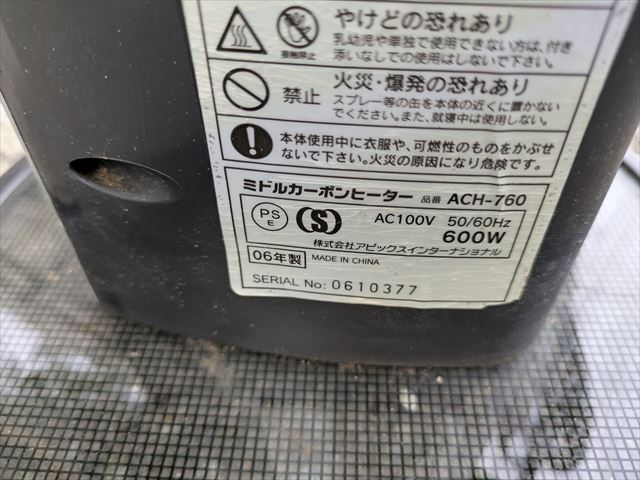 やけどの恐れあり
乳幼児や単独で使用できない方は、付き
添いなしでの使用はしないで下さい。
接触禁止
火災・爆発の恐れあり
禁止
スプレー等の缶を本体の近くに置かない
でください。また、就寝中は使用しない。
本体使用中に衣服や、可燃性のものをかぶせ
ないで下さい。火災の原因になり危険です。
ミドルカーボンヒーター 品番 ACH-760
PS
E
S
AC100V 50/60Hz
600W
株式会社アピックスインターナショナル
06年製 MADE IN CHINA
SERIAL No: 0610377